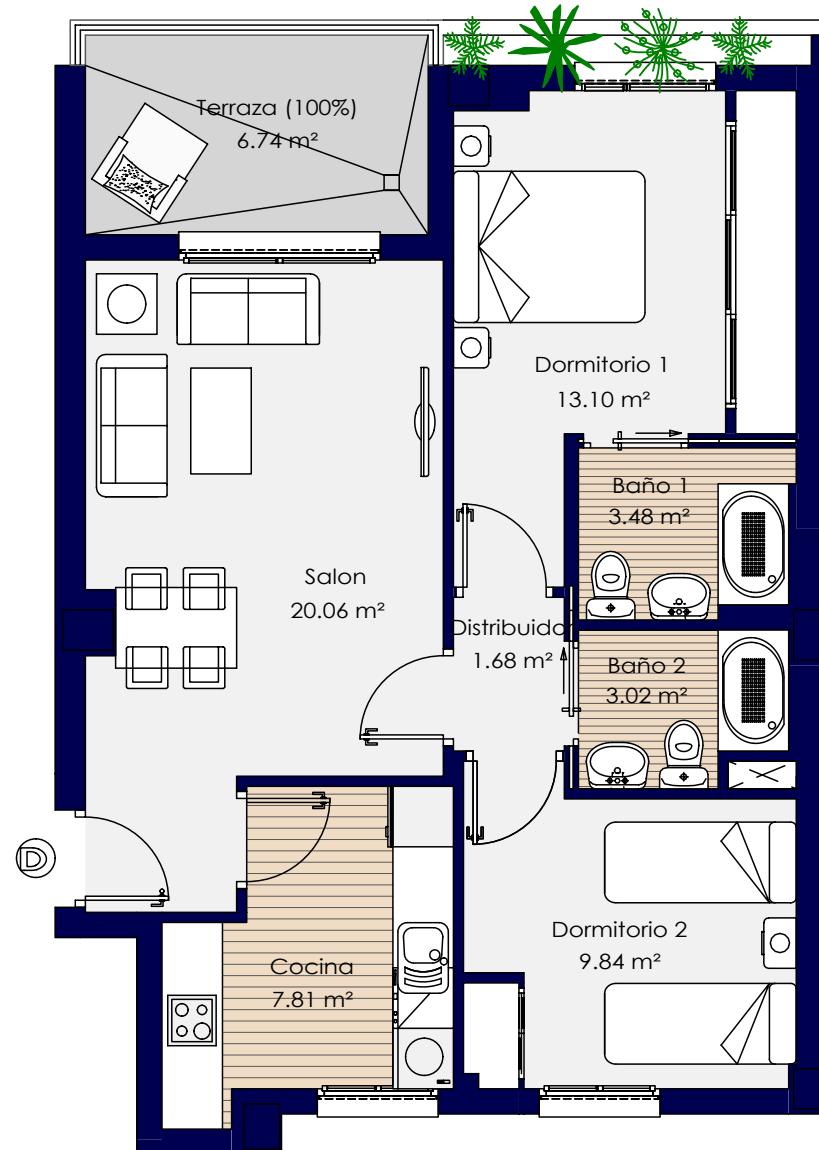 Terraza (100%)
6.74 m²
Dormitorio 1
13.10 m²
Baño 1
3.48 m²
Salon
20.06 m²
Distribuidor
1.68 m²
Baño 2
3.02 m²
D
Dormitorio 2
9.84 m²
Cocina
7.81 m²